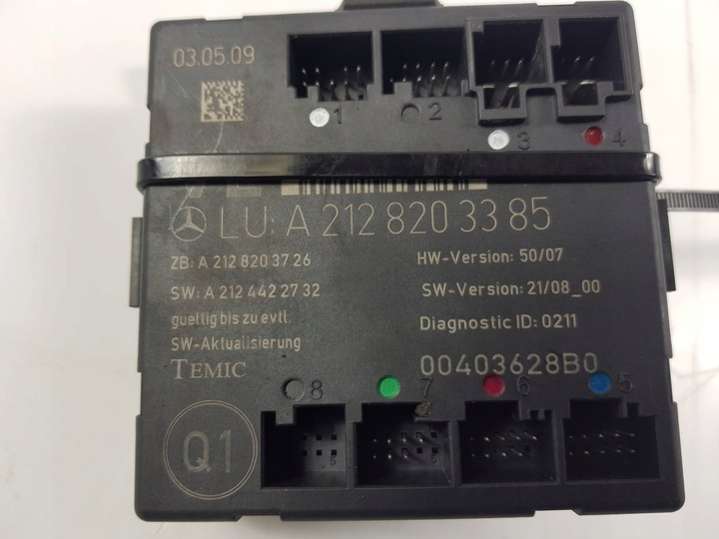 03.05.09
1 2 3 4
LU: A 212 820 33 85
ZB: A 212 820 37 26
HW-Version: 50/07
SW: A 212 442 27 32
SW-Version: 21/08_00
gueltig bis zu evtl.
Diagnostic ID: 0211
SW-Aktualisierung
TEMIC
00403628B0
8 7 6 5
Q1